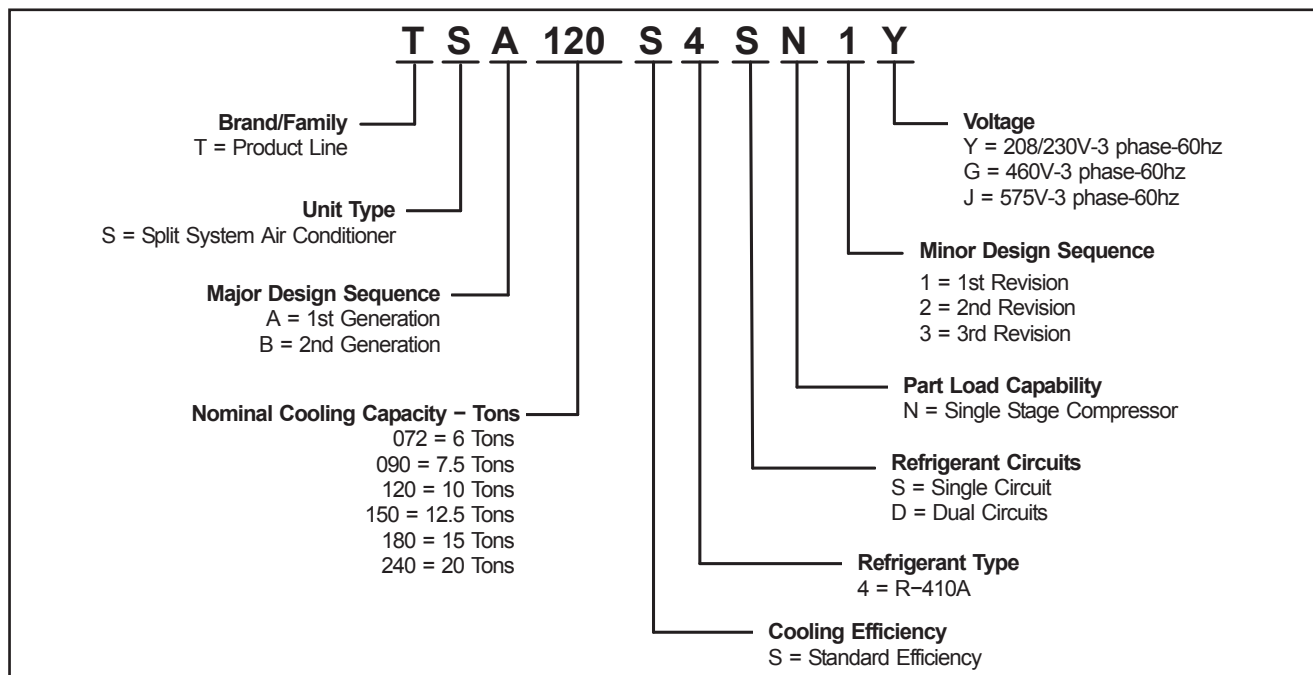 T S A 120 S 4 S N 1 Y
Brand/Family
T = Product Line
Unit Type
S = Split System Air Conditioner
Major Design Sequence
A = 1st Generation
B = 2nd Generation
Nominal Cooling Capacity − Tons
072 = 6 Tons
090 = 7.5 Tons
120 = 10 Tons
150 = 12.5 Tons
180 = 15 Tons
240 = 20 Tons
Voltage
Y = 208/230V-3 phase-60hz
G = 460V-3 phase-60hz
J = 575V-3 phase-60hz
Minor Design Sequence
1 = 1st Revision
2 = 2nd Revision
3 = 3rd Revision
Part Load Capability
N = Single Stage Compressor
Refrigerant Circuits
S = Single Circuit
D = Dual Circuits
Refrigerant Type
4 = R−410A
Cooling Efficiency
S = Standard Efficiency